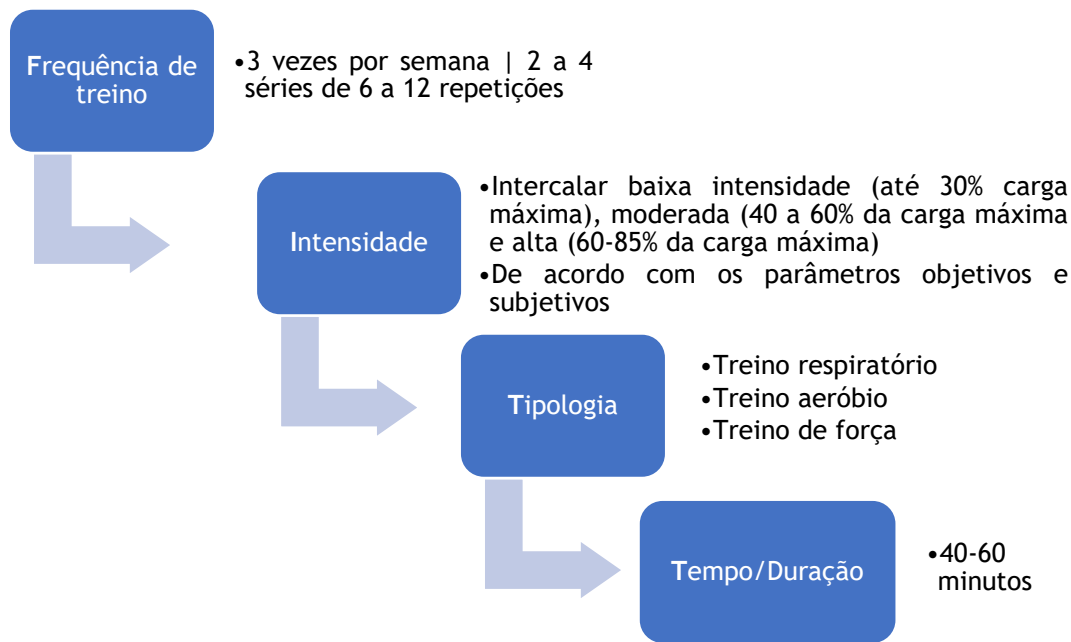 Frequência de
treino
•3 vezes por semana | 2 a 4
séries de 6 a 12 repetições
Intensidade
•Intercalar baixa intensidade (até 30% carga
máxima), moderada (40 a 60% da carga máxima
e alta (60-85% da carga máxima)
•De acordo com os parâmetros objetivos e
subjetivos
Tipologia
•Treino respiratório
•Treino aeróbio
•Treino de força
Tempo/Duração
•40-60
minutos